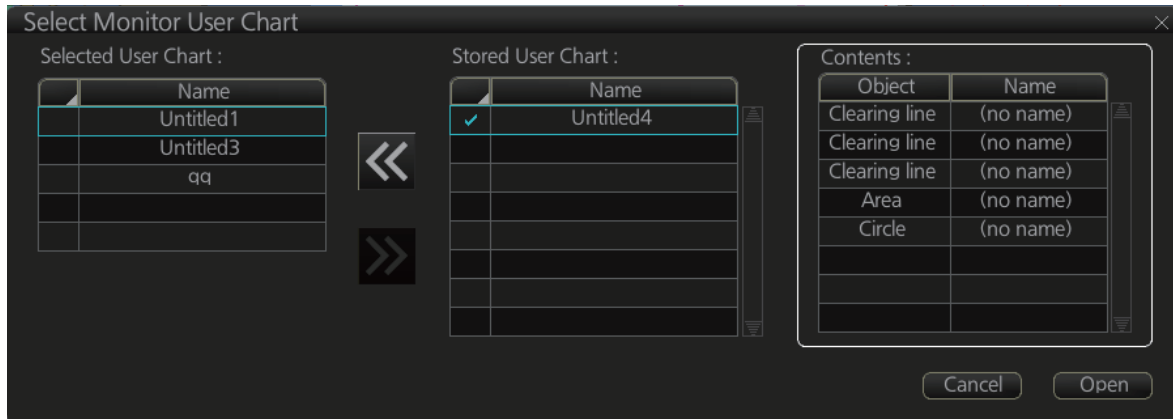 Select Monitor User Chart
Selected User Chart :
Name
Untitled1
Untitled3
qq
Stored User Chart :
Name
Untitled4
Contents :
Object Name
Clearing line (no name)
Clearing line (no name)
Clearing line (no name)
Area (no name)
Circle (no name)
Cancel Open